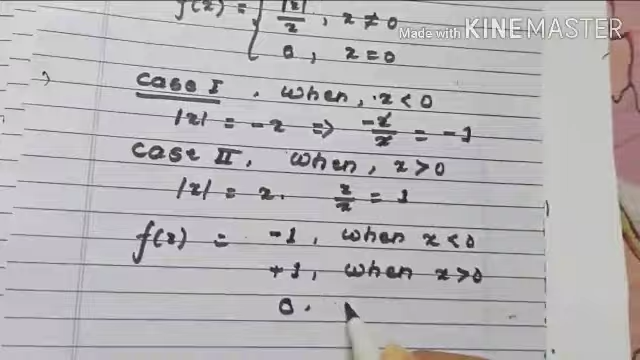 Made with KINEMASTER
f(x) = { |x|/x , x ≠ 0
0 , x = 0
Case I . when, x < 0
|x| = -x ⇒ -x/x = -1
Case II , when, x > 0
|x| = x. x/x = 1
f(x) = -1, when x < 0
+1, when x > 0
0.